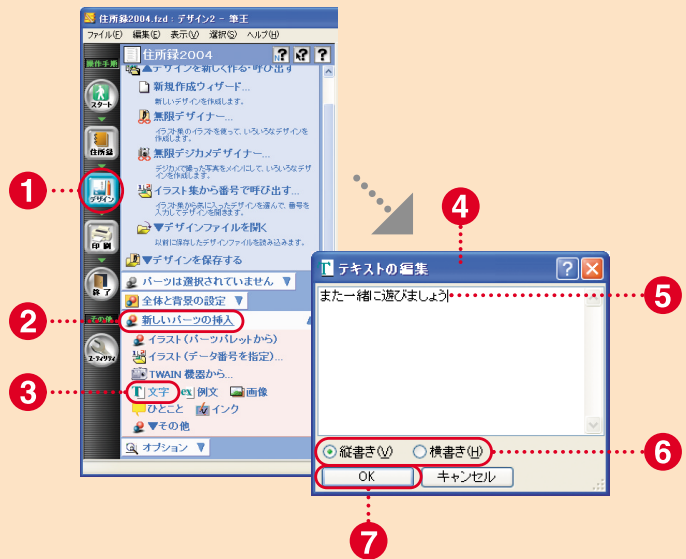 住所録2004.fzd : デザイン2 - 筆王
ファイル(F) 編集(E) 表示(V) 選択(S) ヘルプ(H)
操作手順
住所録2004
▲デザインを新しく作る・呼び出す
新規作成ウィザード...
新しいデザインを作成します。
スタート
無限デザイナー...
イラスト集のイラストを使って、いろいろなデザインを
作成します。
住所録
無限デジカメデザイナー...
デジカメで撮った写真をメインにして、いろいろなデザ
インを作成します。
1
デザイン
イラスト集から番号で呼び出す...
イラスト集から気に入ったデザインを選んで、番号を
入力してデザインを開きます。
▼デザインファイルを開く
以前に保存したデザインファイルを読み込みます。
印刷
▼デザインを保存する
終了
パーツは選択されていません ▼
全体と背景の設定 ▼
その他
2
新しいパーツの挿入
イラスト(パーツパレットから)
ユーティリティ
イラスト(データ番号を指定)...
TWAIN 機器から...
3
T 文字 ex 例文 画像
ひとこと インク
▼その他
オプション ▼
4
T テキストの編集
また一緒に遊びましょう
5
縦書き(V) 横書き(H)
6
OK キャンセル
7